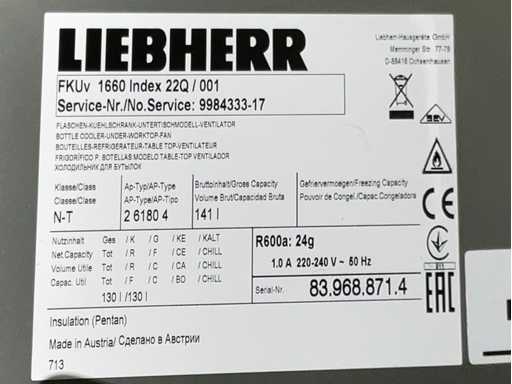 LIEBHERR
Liebherr-Hausgeräte GmbH
Memminger Str 77-79
D-88416 Ochsenhausen
FKUv 1660 Index 22Q / 001
Service-Nr./No.Service: 9984333-17
FLASCHEN-KUEHLSCHRANK-UNTERTISCHMODELL-VENTILATOR
BOTTLE COOLER-UNDER-WORKTOP-FAN
BOUTEILLES-REFRIGERATEUR-TABLE TOP-VENTILATEUR
FRIGORÍFICO P. BOTELLAS MODELO TABLE-TOP VENTILADOR
ХОЛОДИЛЬНИК ДЛЯ БУТЫЛОК
Klasse/Class Ap-Typ/AP-Type Bruttoinhalt/Gross Capacity Gefriervermoegen/Freezing Capacity
Classe/Clase AP-Type/AP-Tipo Volume Brut/Capacidad Bruta Pouvoir de Congel./Cap.Congeladora
N-T 2 6180 4 141 l
Nutzinhalt Ges / K / G / KE / KALT
Net.Capacity Tot / R / F / CE / CHILL
Volume Utile Tot / R / C / CA / CHILL
Capac. Util Tot / F / C / BO / CHILL
130 l /130 l
R600a: 24g
1.0 A 220-240 V ~ 50 Hz
Serial-Nr. 83.968.871.4
SEV
EAC
Insulation (Pentan)
Made in Austria/ Сделано в Австрии
713